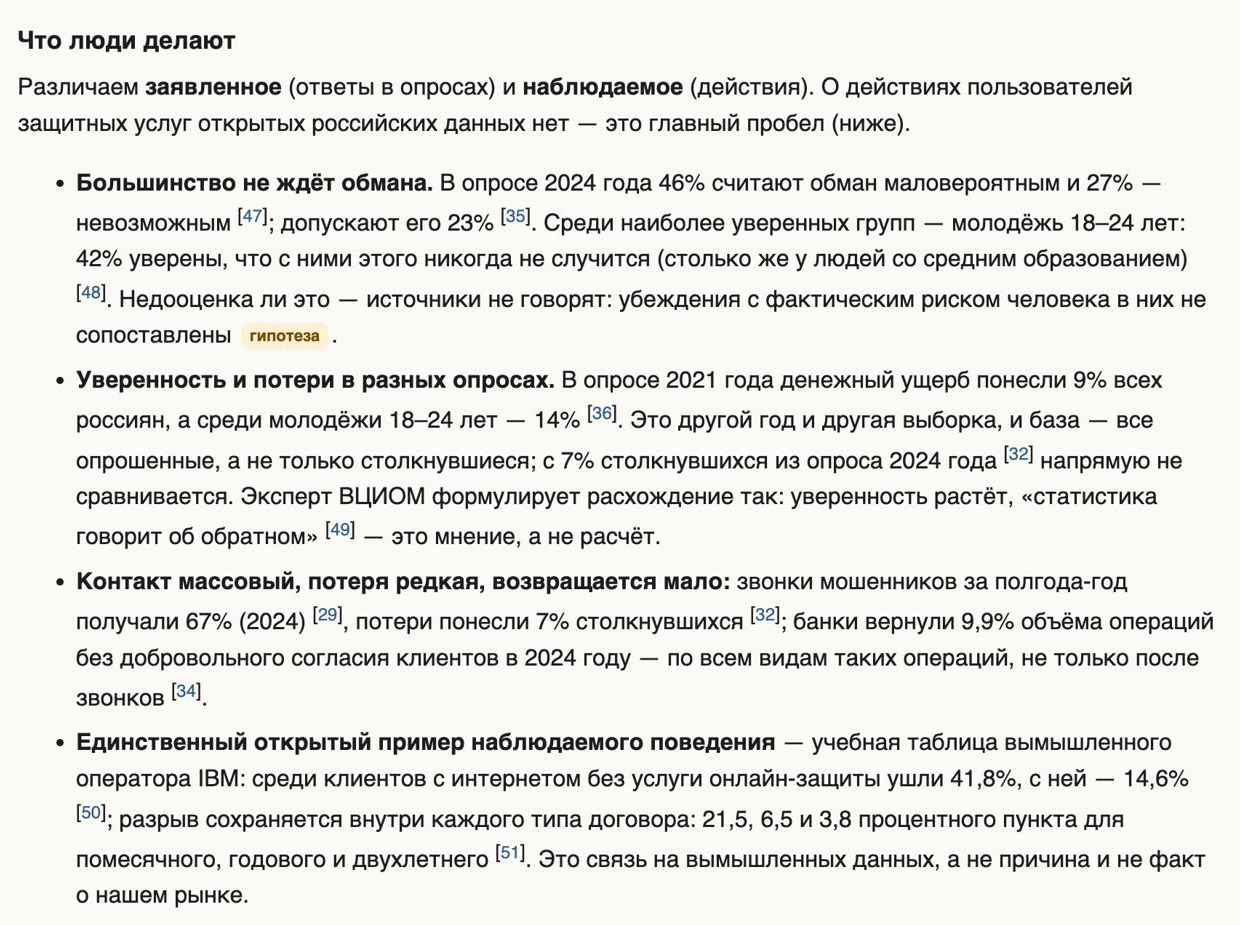 Что люди делают
Различаем заявленное (ответы в опросах) и наблюдаемое (действия). О действиях пользователей
защитных услуг открытых российских данных нет — это главный пробел (ниже).
• Большинство не ждёт обмана. В опросе 2024 года 46% считают обман маловероятным и 27% —
невозможным [47]; допускают его 23% [35]. Среди наиболее уверенных групп — молодёжь 18–24 лет:
42% уверены, что с ними этого никогда не случится (столько же у людей со средним образованием)
[48]. Недооценка ли это — источники не говорят: убеждения с фактическим риском человека в них не
сопоставлены гипотеза .
• Уверенность и потери в разных опросах. В опросе 2021 года денежный ущерб понесли 9% всех
россиян, а среди молодёжи 18–24 лет — 14% [36]. Это другой год и другая выборка, и база — все
опрошенные, а не только столкнувшиеся; с 7% столкнувшихся из опроса 2024 года [32] напрямую не
сравнивается. Эксперт ВЦИОМ формулирует расхождение так: уверенность растёт, «статистика
говорит об обратном» [49] — это мнение, а не расчёт.
• Контакт массовый, потеря редкая, возвращается мало: звонки мошенников за полгода-год
получали 67% (2024) [29], потери понесли 7% столкнувшихся [32]; банки вернули 9,9% объёма операций
без добровольного согласия клиентов в 2024 году — по всем видам таких операций, не только после
звонков [34].
• Единственный открытый пример наблюдаемого поведения — учебная таблица вымышленного
оператора IBM: среди клиентов с интернетом без услуги онлайн-защиты ушли 41,8%, с ней — 14,6%
[50]; разрыв сохраняется внутри каждого типа договора: 21,5, 6,5 и 3,8 процентного пункта для
помесячного, годового и двухлетнего [51]. Это связь на вымышленных данных, а не причина и не факт
о нашем рынке.